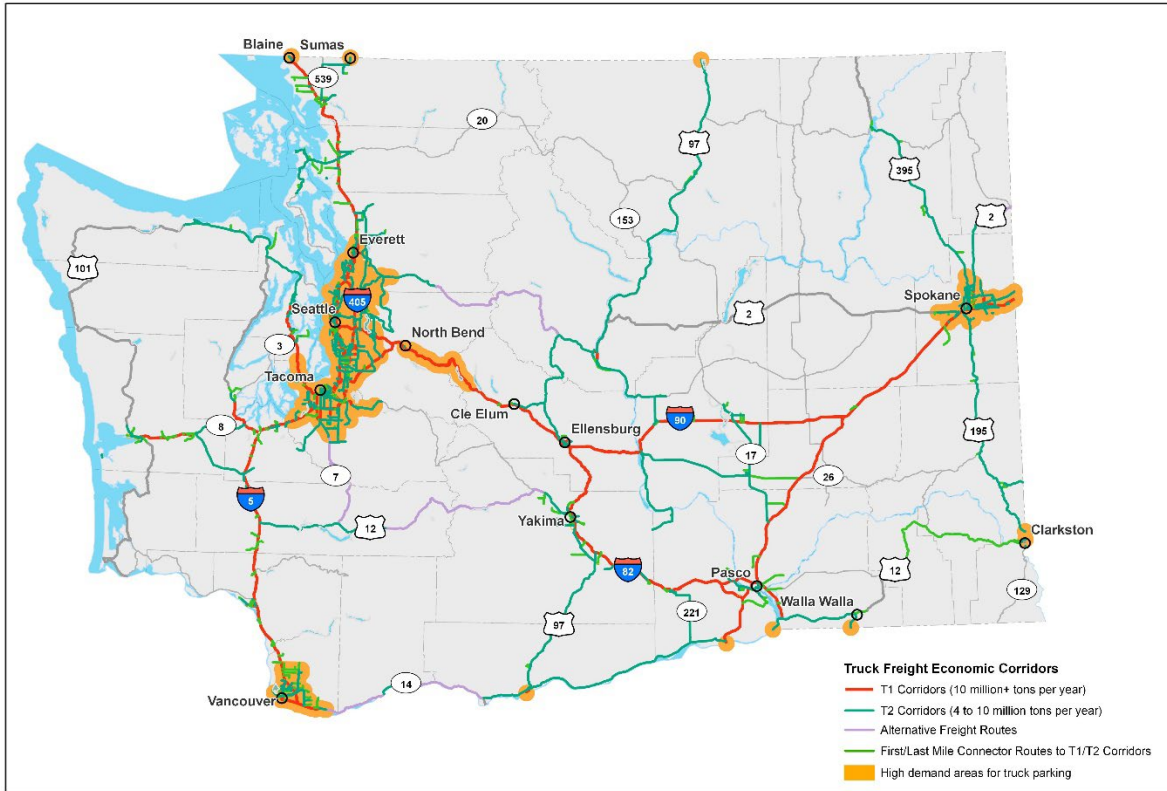 Blaine
Sumas
539
20
97
395
2
153
101
Everett
405
Seattle
North Bend
2
Spokane
3
Tacoma
Cle Elum
Ellensburg
90
195
8
17
7
26
5
12
Yakima
Clarkston
82
Pasco
12
Walla Walla
129
221
97
14
Vancouver
Truck Freight Economic Corridors
T1 Corridors (10 million+ tons per year)
T2 Corridors (4 to 10 million tons per year)
Alternative Freight Routes
First/Last Mile Connector Routes to T1/T2 Corridors
High demand areas for truck parking